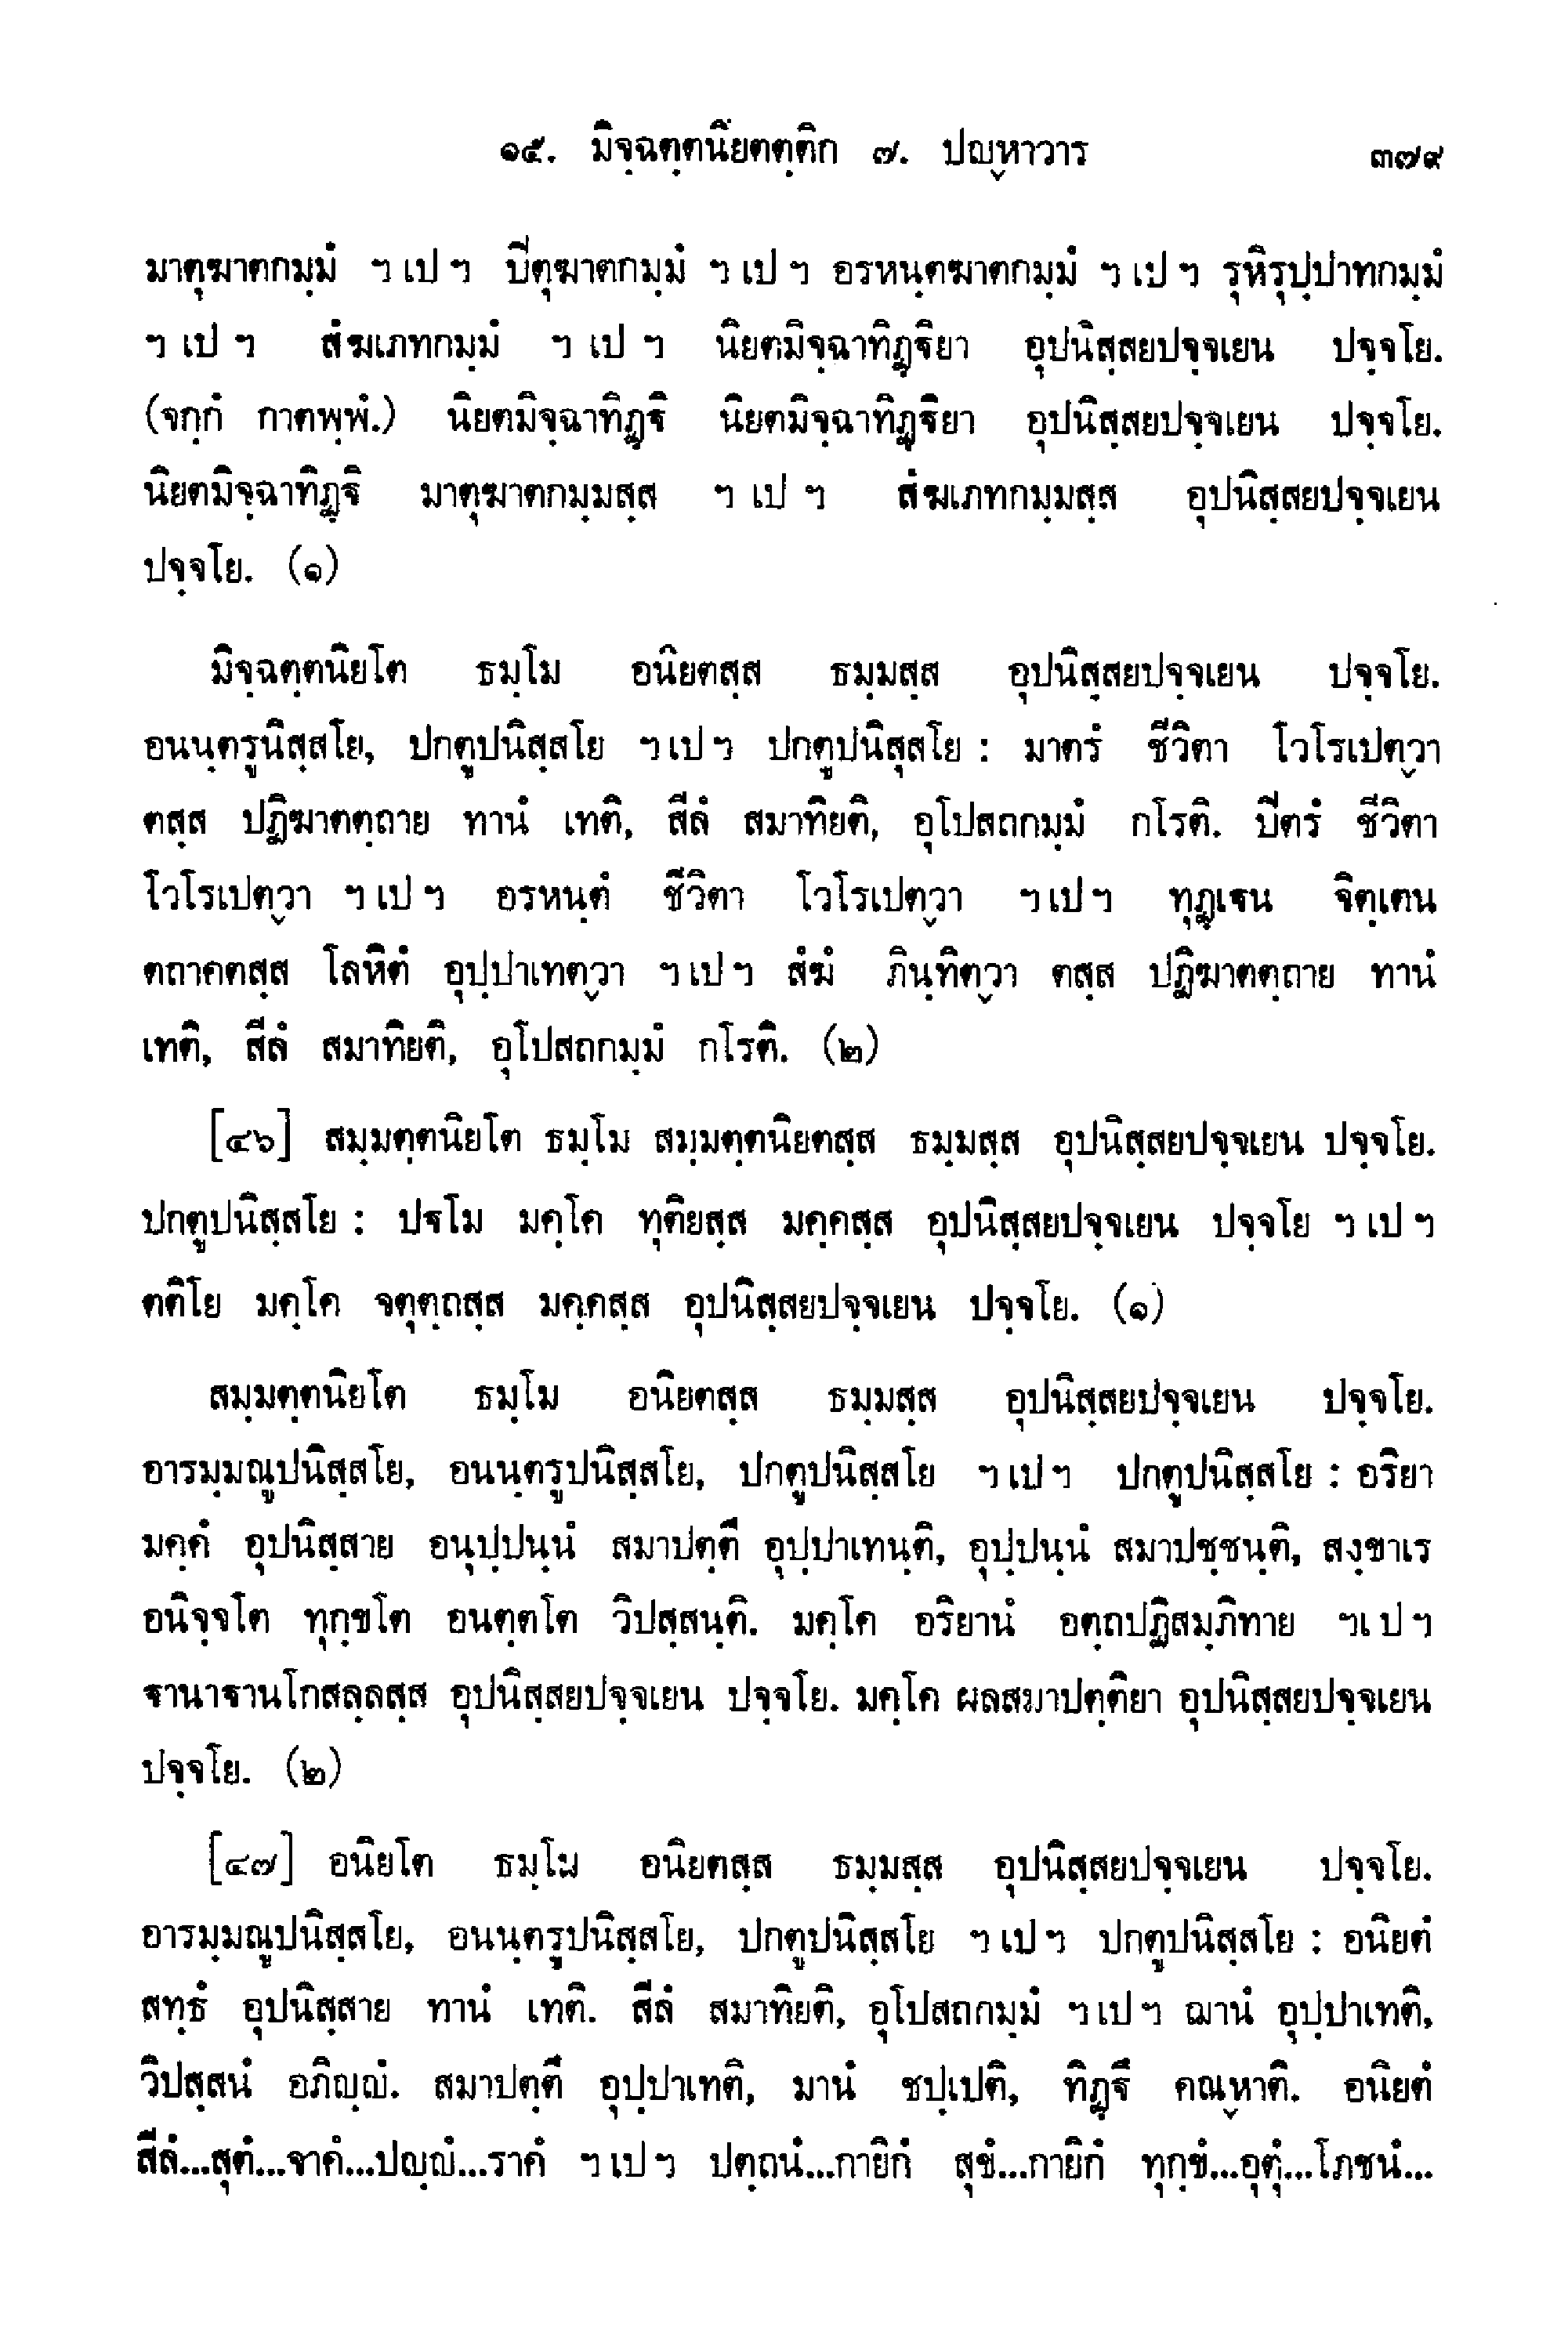 ๑๕. มิจฺฉตฺตนิยตตฺติก ๗. ปญฺหาวาร ๓๗๙
มาตุฆาตกมฺมํ ฯ เป ฯ ปีตุฆาตกมฺมํ ฯ เป ฯ อรหนฺตฆาตกมฺมํ ฯ เป ฯ รุหิรุปฺปาทกมฺมํ
ฯ เป ฯ สํฆเภทกมฺมํ ฯ เป ฯ นิยตมิจฺฉาทิฏฺฐิยา อุปนิสฺสยปจฺจเยน ปจฺจโย.
(จกฺกํ กาตพฺพํ.) นิยตมิจฺฉาทิฏฺฐิ นิยตมิจฺฉาทิฏฺฐิยา อุปนิสฺสยปจฺจเยน ปจฺจโย.
นิยตมิจฺฉาทิฏฺฐิ มาตุฆาตกมฺมสฺส ฯ เป ฯ สํฆเภทกมฺมสฺส อุปนิสฺสยปจฺจเยน
ปจฺจโย. (๑)
มิจฺฉตฺตนิยโต ธมฺโม อนิยตสฺส ธมฺมสฺส อุปนิสฺสยปจฺจเยน ปจฺจโย.
อนนฺตรูนิสฺสโย, ปกตูปนิสฺสโย ฯ เป ฯ ปกตูปนิสุสโย : มาตรํ ชีวิตา โวโรเปตฺวา
ตสฺส ปฏิฆาตตฺถาย ทานํ เทติ, สีลํ สมาทิยติ, อุโปสถกมฺมํ กโรติ. ปีตรํ ชีวิตา
โวโรเปตฺวา ฯ เป ฯ อรหนฺตํ ชีวิตา โวโรเปตฺวา ฯ เป ฯ ทุฏฺเฐน จิตฺเตน
ตถาคตสฺส โลหิตํ อุปฺปาเทตฺวา ฯ เป ฯ สํฆํ ภินฺทิตฺวา ตสฺส ปฏิฆาตตฺถาย ทานํ
เทติ, สีลํ สมาทิยติ, อุโปสถกมฺมํ กโรติ. (๒)
[๔๖] สมฺมตฺตนิยโต ธมฺโม สมฺมตฺตนิยตสฺส ธมฺมสฺส อุปนิสฺสยปจฺจเยน ปจฺจโย.
ปกตูปนิสฺสโย : ปฐโม มคฺโค ทุติยสฺส มคฺคสฺส อุปนิสฺสยปจฺจเยน ปจฺจโย ฯ เป ฯ
ตติโย มคฺโค จตุตฺถสฺส มคฺคสฺส อุปนิสฺสยปจฺจเยน ปจฺจโย. (๑)
สมฺมตฺตนิยโต ธมฺโม อนิยตสฺส ธมฺมสฺส อุปนิสฺสยปจฺจเยน ปจฺจโย.
อารมฺมณูปนิสฺสโย, อนนฺตรูปนิสฺสโย, ปกตูปนิสฺสโย ฯ เป ฯ ปกตูปนิสฺสโย : อริยา
มคฺคํ อุปนิสฺสาย อนุปฺปนฺนํ สมาปตฺตึ อุปฺปาเทนฺติ, อุปฺปนฺนํ สมาปชฺชนฺติ, สงฺขาเร
อนิจฺจโต ทุกฺขโต อนตฺตโต วิปสฺสนฺติ. มคฺโค อริยานํ อตฺถปฏิสมฺภิทาย ฯ เป ฯ
ฐานาฐานโกสลฺลสฺส อุปนิสฺสยปจฺจเยน ปจฺจโย. มคฺโค ผลสมาปตฺติยา อุปนิสฺสยปจฺจเยน
ปจฺจโย. (๒)
[๔๗] อนิยโต ธมฺโม อนิยตสฺส ธมฺมสฺส อุปนิสฺสยปจฺจเยน ปจฺจโย.
อารมฺมณูปนิสฺสโย, อนนฺตรูปนิสฺสโย, ปกตูปนิสฺสโย ฯ เป ฯ ปกตูปนิสฺสโย : อนิยตํ
สทฺธํ อุปนิสฺสาย ทานํ เทติ. สีลํ สมาทิยติ, อุโปสถกมฺมํ ฯ เป ฯ ฌานํ อุปฺปาเทติ,
วิปสฺสนํ อภิญฺญํ. สมาปตฺตึ อุปฺปาเทติ, มานํ ชปฺเปติ, ทิฏฺฐึ คณฺหาติ. อนิยตํ
สีลํ...สุตํ...จาคํ...ปญฺญํ...ราคํ ฯ เป ฯ ปตฺถนํ...กายิกํ สุขํ...กายิกํ ทุกฺขํ...อุตุํ...โภชนํ...